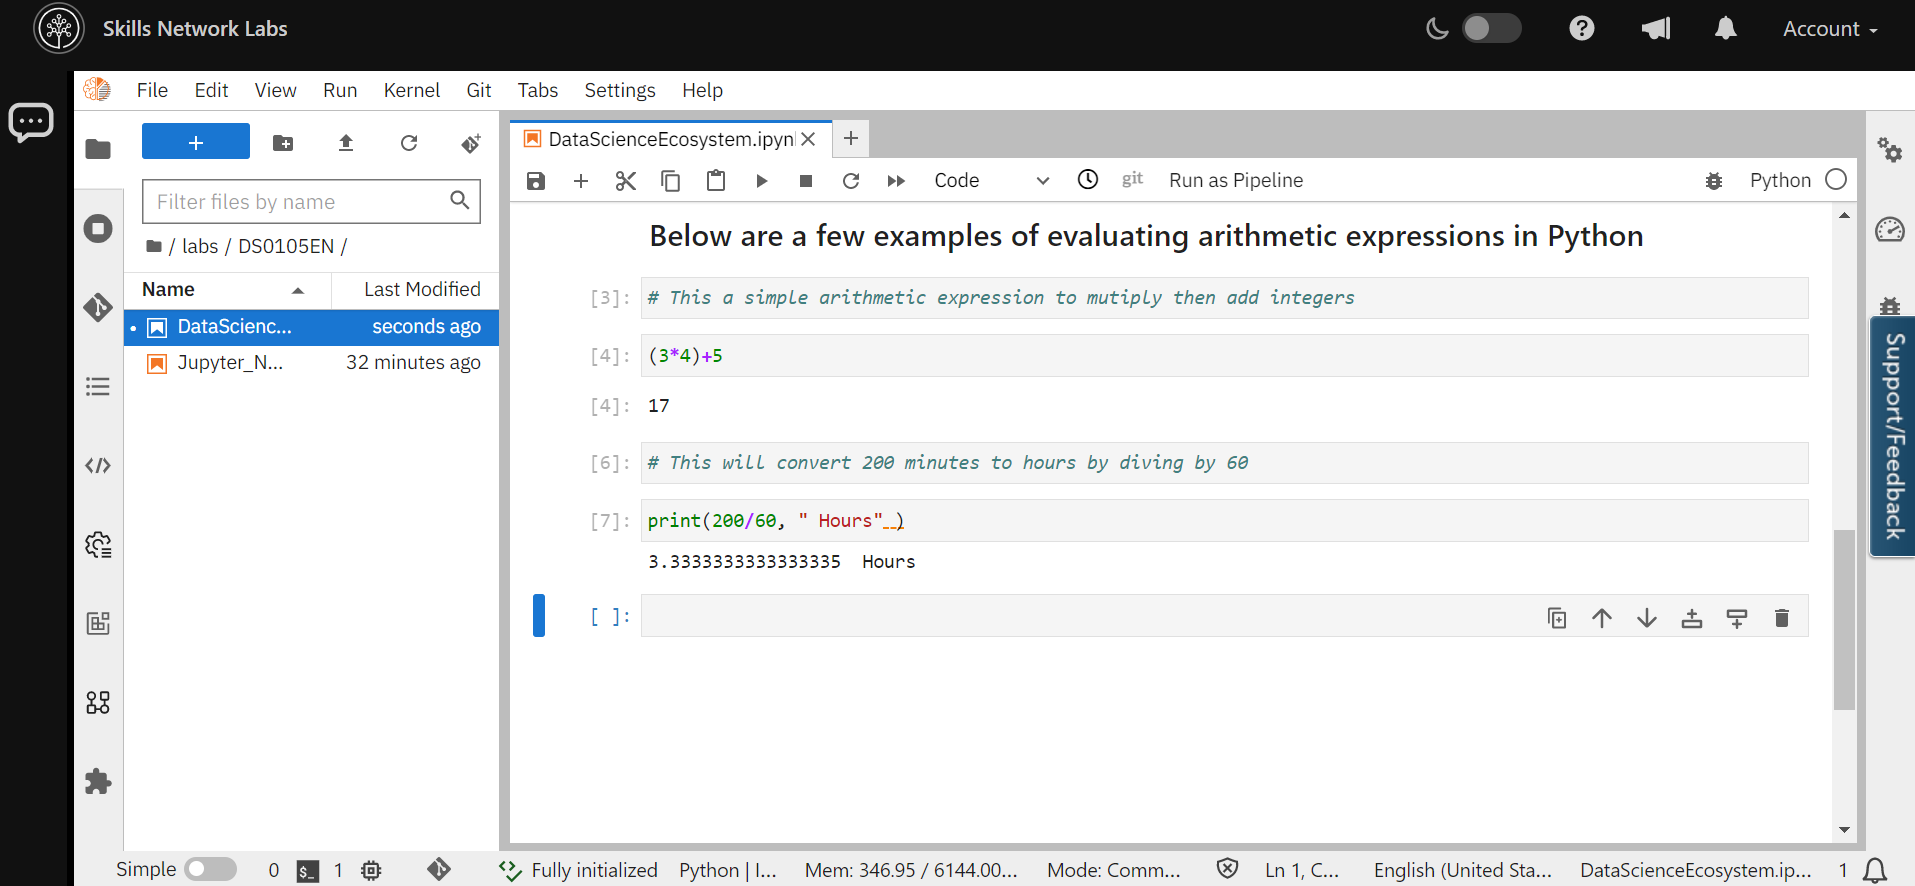 Skills Network Labs
Account
File Edit View Run Kernel Git Tabs Settings Help
+
Filter files by name
/ labs / DS0105EN /
Name Last Modified
DataScienc... seconds ago
Jupyter_N... 32 minutes ago
DataScienceEcosystem.ipyn
Code git Run as Pipeline Python
Below are a few examples of evaluating arithmetic expressions in Python
[3]: # This a simple arithmetic expression to mutiply then add integers
[4]: (3*4)+5
[4]: 17
[6]: # This will convert 200 minutes to hours by diving by 60
[7]: print(200/60, " Hours" )
3.3333333333333335  Hours
[ ]:
Support/Feedback
Simple 0 $_ 1 Fully initialized Python | I... Mem: 346.95 / 6144.00... Mode: Comm... Ln 1, C... English (United Sta... DataScienceEcosystem.ip... 1